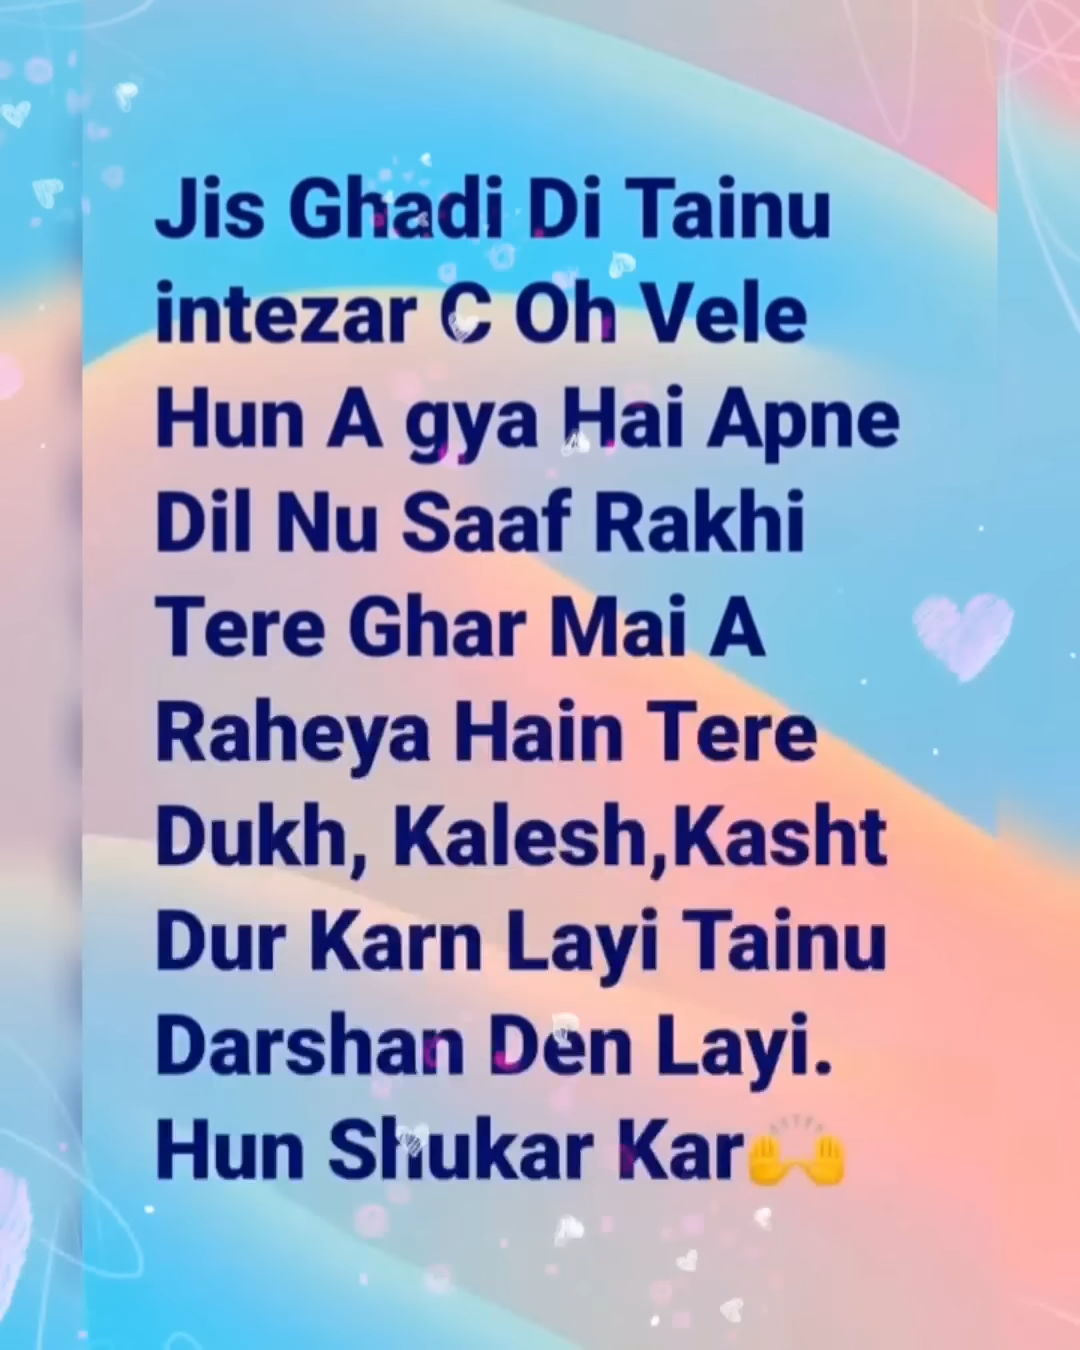 Jis Ghadi Di Tainu
intezar C Oh Vele
Hun A gya Hai Apne
Dil Nu Saaf Rakhi
Tere Ghar Mai A
Raheya Hain Tere
Dukh, Kalesh,Kasht
Dur Karn Layi Tainu
Darshan Den Layi.
Hun Shukar Kar🙌